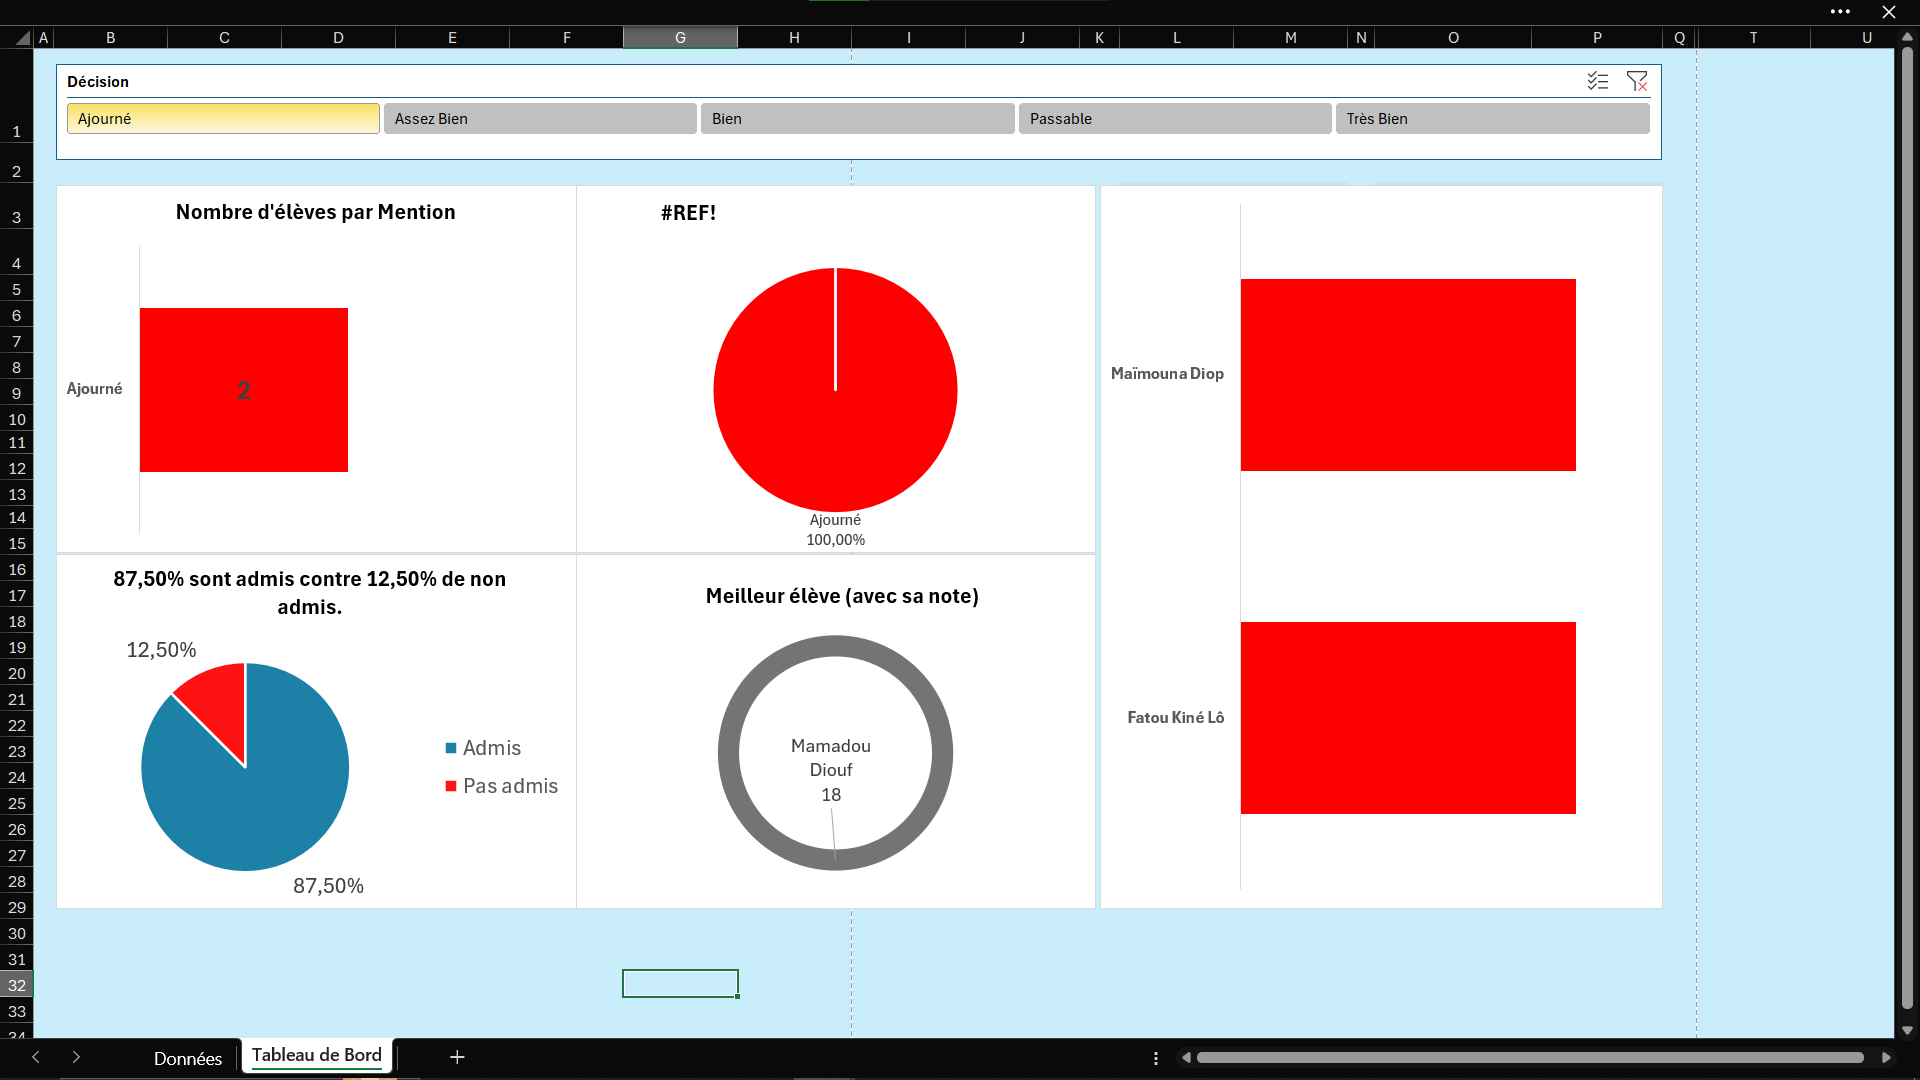 A B C D E F G H I J K L M N O P Q T U
Décision
Ajourné Assez Bien Bien Passable Très Bien
1
2
3
4
5
6
7
8
9
10
11
12
13
14
15
16
17
18
19
20
21
22
23
24
25
26
27
28
29
30
31
32
33
34
Nombre d'élèves par Mention
Ajourné
2
#REF!
Ajourné
100,00%
Maïmouna Diop
Fatou Kiné Lô
87,50% sont admis contre 12,50% de non
admis.
12,50%
87,50%
Admis
Pas admis
Meilleur élève (avec sa note)
Mamadou
Diouf
18
Données Tableau de Bord